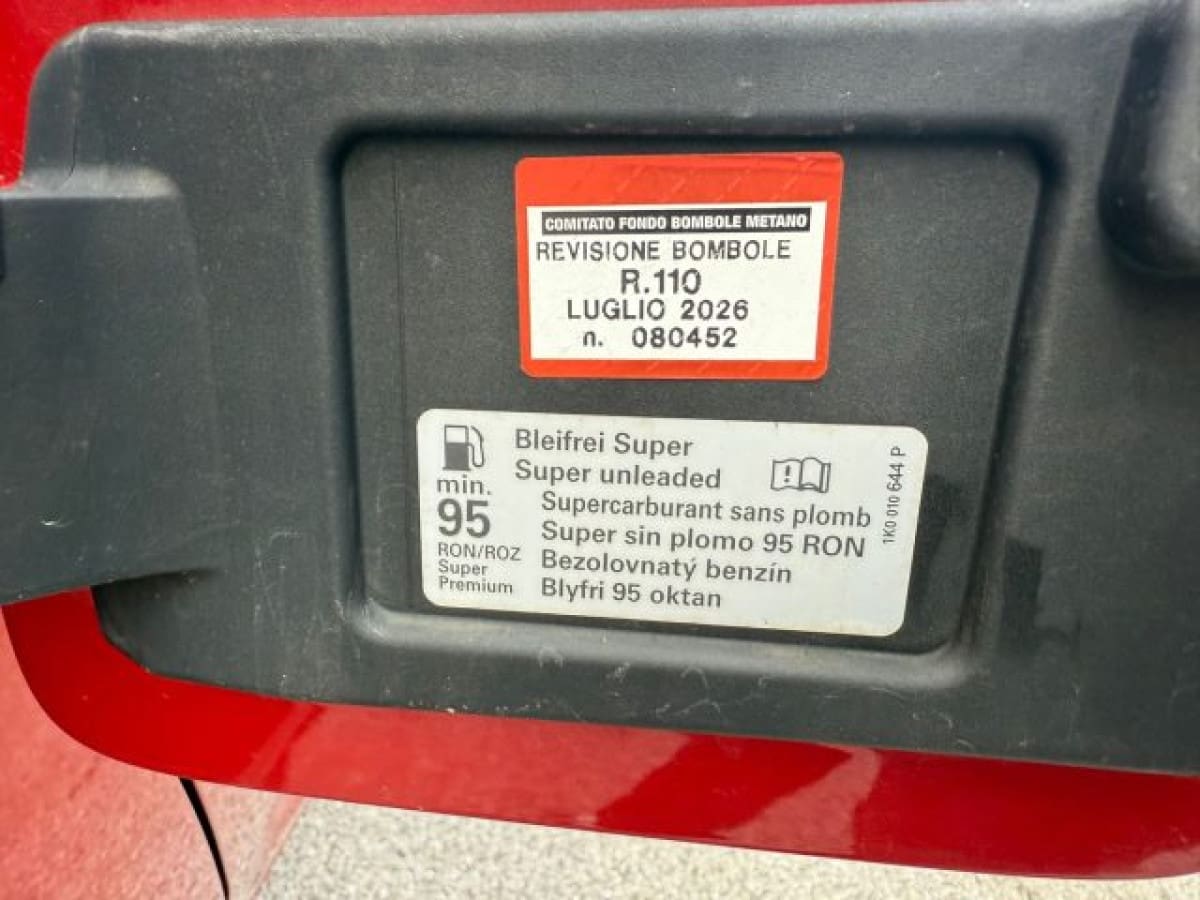 COMITATO FONDO BOMBOLE METANO
REVISIONE BOMBOLE
R.110
LUGLIO 2026
n. 080452
Bleifrei Super
Super unleaded
Supercarburant sans plomb
Super sin plomo 95 RON
Bezolovnatý benzín
Blyfri 95 oktan
min.
95
RON/ROZ
Super
Premium
1K0 010 644 P